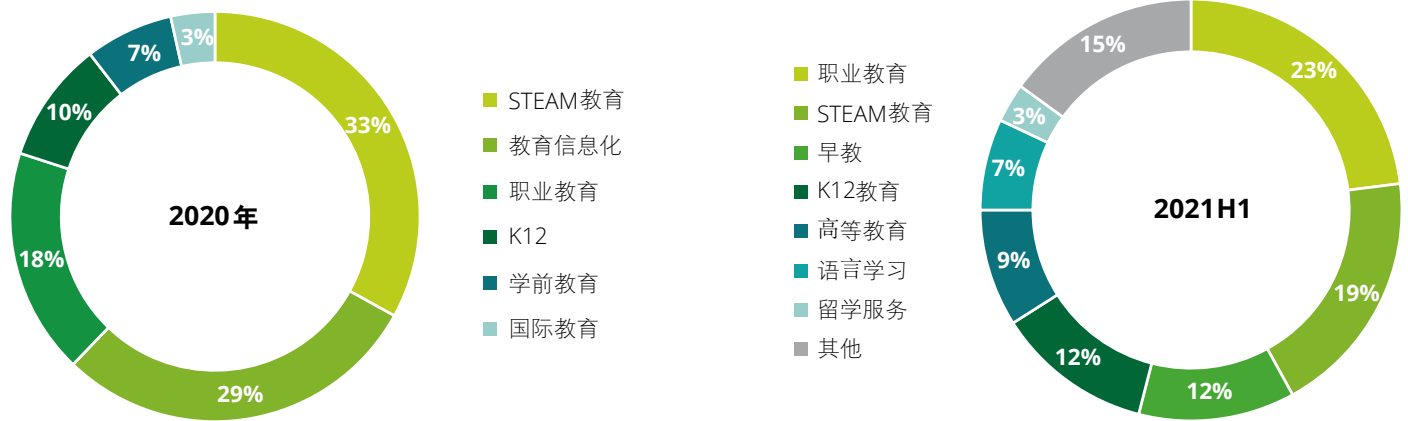 3%
7%
10%
33%
18%
29%
2020年
STEAM教育
教育信息化
职业教育
K12
学前教育
国际教育
职业教育
STEAM教育
早教
K12教育
高等教育
语言学习
留学服务
其他
15%
23%
3%
7%
9%
19%
12%
12%
2021H1